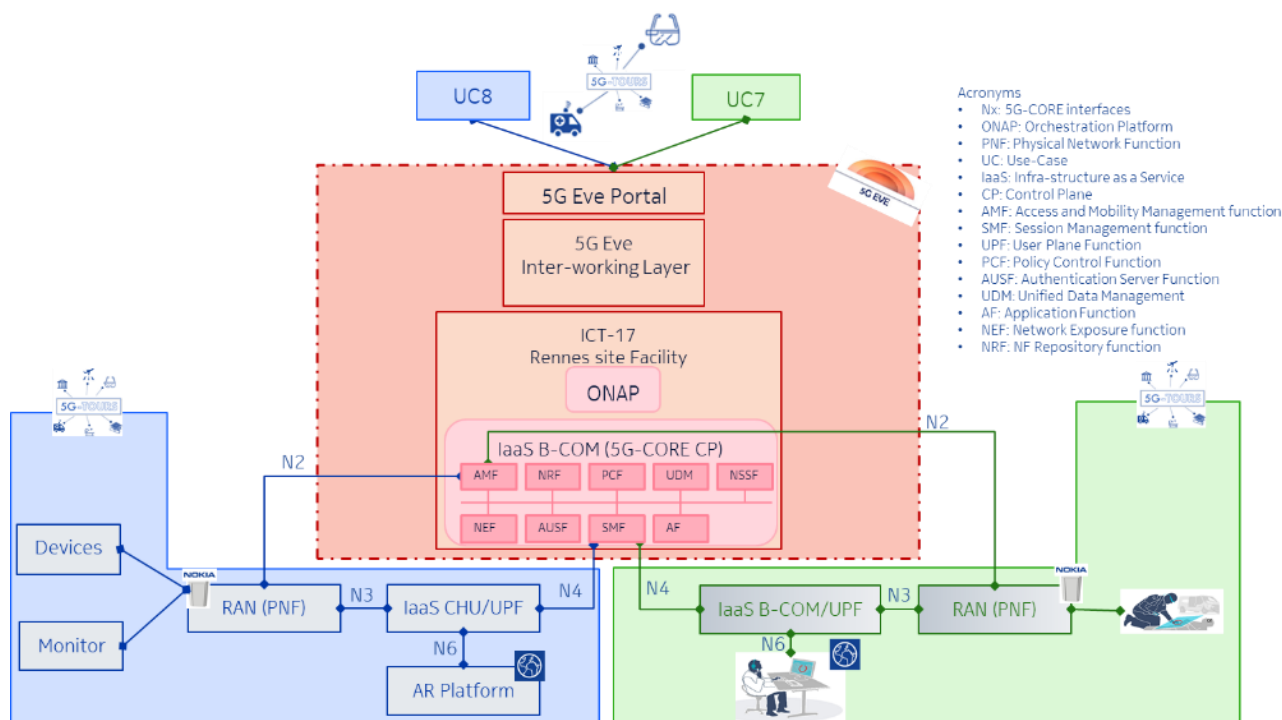 5G-TOURS
UC8
UC7
Acronyms
• Nx: 5G-CORE interfaces
• ONAP: Orchestration Platform
• PNF: Physical Network Function
• UC: Use-Case
• IaaS: Infra-structure as a Service
• CP: Control Plane
• AMF: Access and Mobility Management function
• SMF: Session Management function
• UPF: User Plane Function
• PCF: Policy Control Function
• AUSF: Authentication Server Function
• UDM: Unified Data Management
• AF: Application Function
• NEF: Network Exposure function
• NRF: NF Repository function
5G EVE
5G Eve Portal
5G Eve
Inter-working Layer
ICT-17
Rennes site Facility
ONAP
IaaS B-COM (5G-CORE CP)
AMF
NRF
PCF
UDM
NSSF
NEF
AUSF
SMF
AF
5G-TOURS
5G-TOURS
N2
N2
Devices
Monitor
NOKIA
RAN (PNF)
N3
IaaS CHU/UPF
N4
N6
AR Platform
N4
IaaS B-COM/UPF
N3
NOKIA
RAN (PNF)
N6